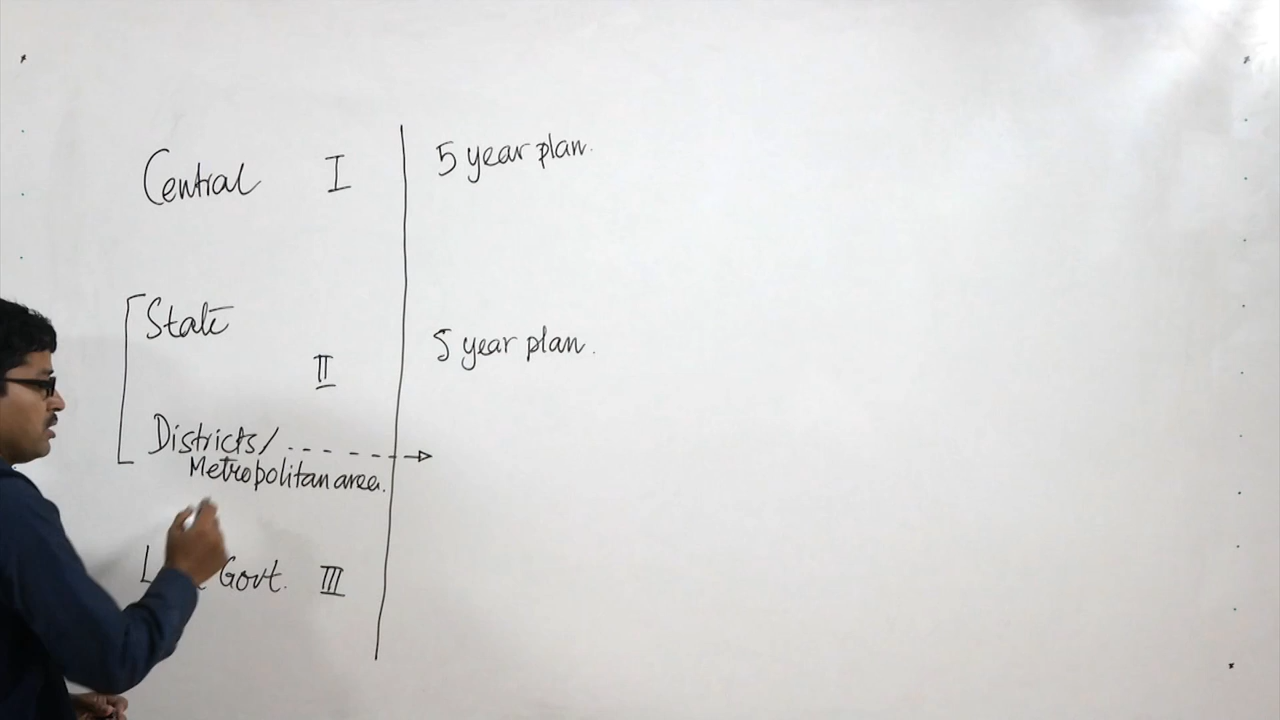 Central I 5 year plan.
State
II 5 year plan.
Districts/
Metropolitan area.
Govt. III